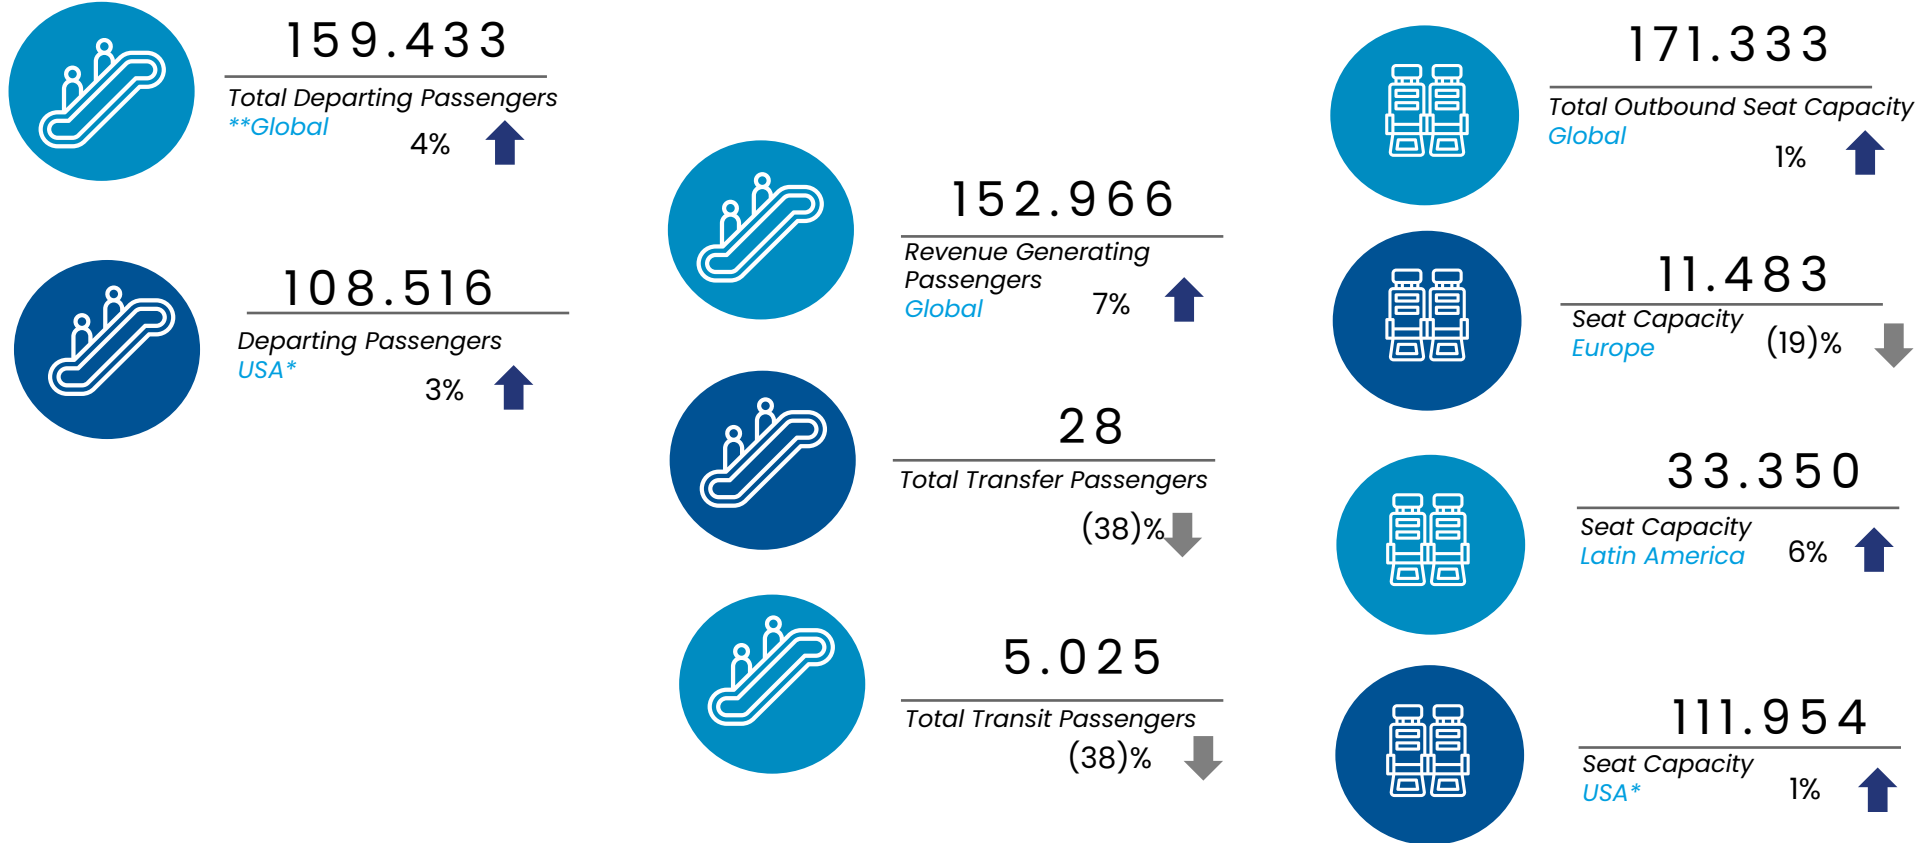 159.433
Total Departing Passengers
**Global
4%
108.516
Departing Passengers
USA*
3%
152.966
Revenue Generating
Passengers
Global
7%
28
Total Transfer Passengers
(38)%
5.025
Total Transit Passengers
(38)%
171.333
Total Outbound Seat Capacity
Global
1%
11.483
Seat Capacity
Europe
(19)%
33.350
Seat Capacity
Latin America
6%
111.954
Seat Capacity
USA*
1%